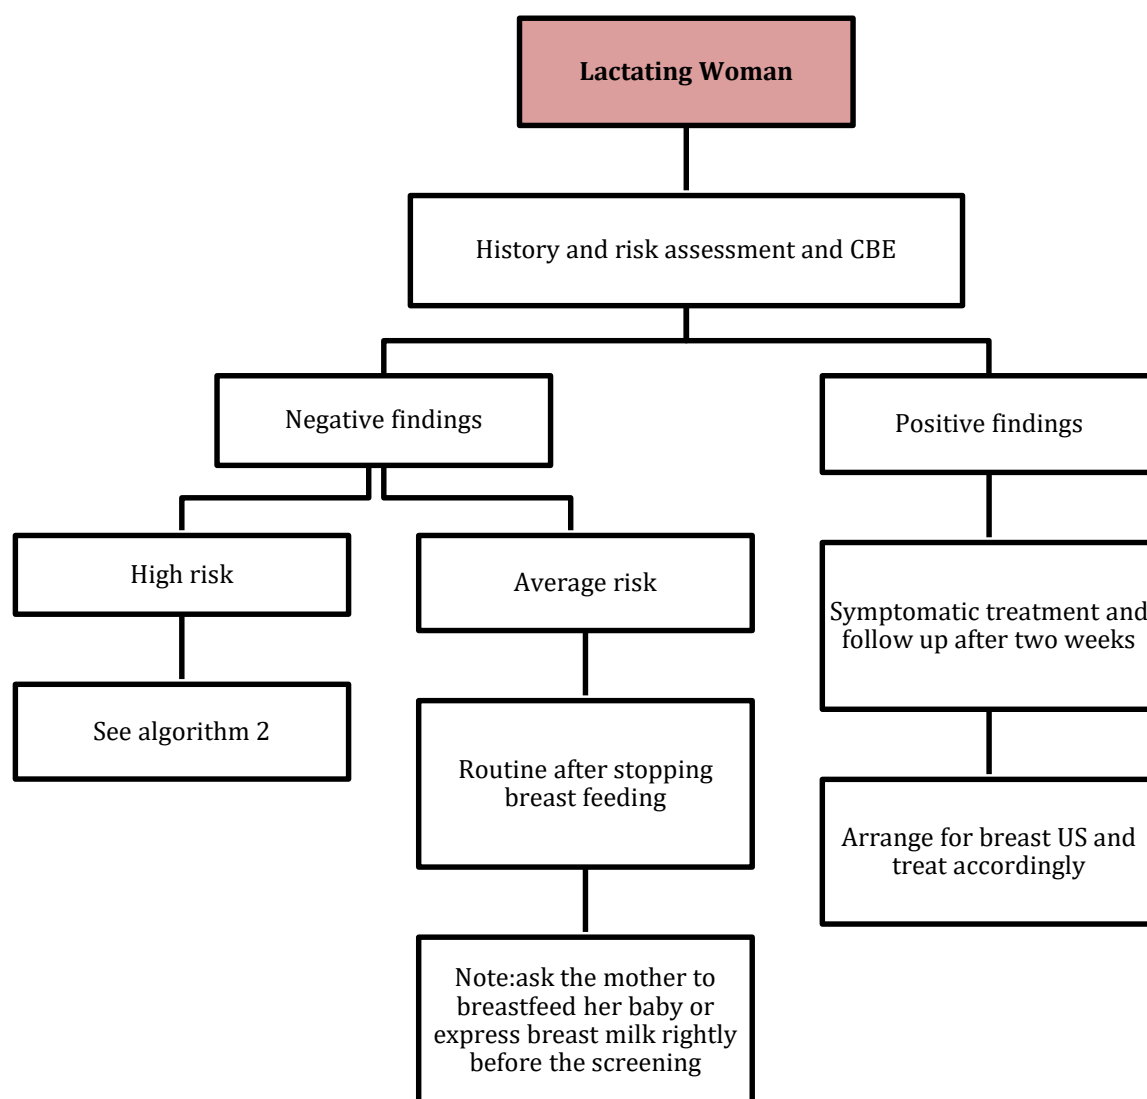 Lactating Woman
History and risk assessment and CBE
Negative findings
Positive findings
High risk
Average risk
Symptomatic treatment and
follow up after two weeks
See algorithm 2
Routine after stopping
breast feeding
Arrange for breast US and
treat accordingly
Note:ask the mother to
breastfeed her baby or
express breast milk rightly
before the screening